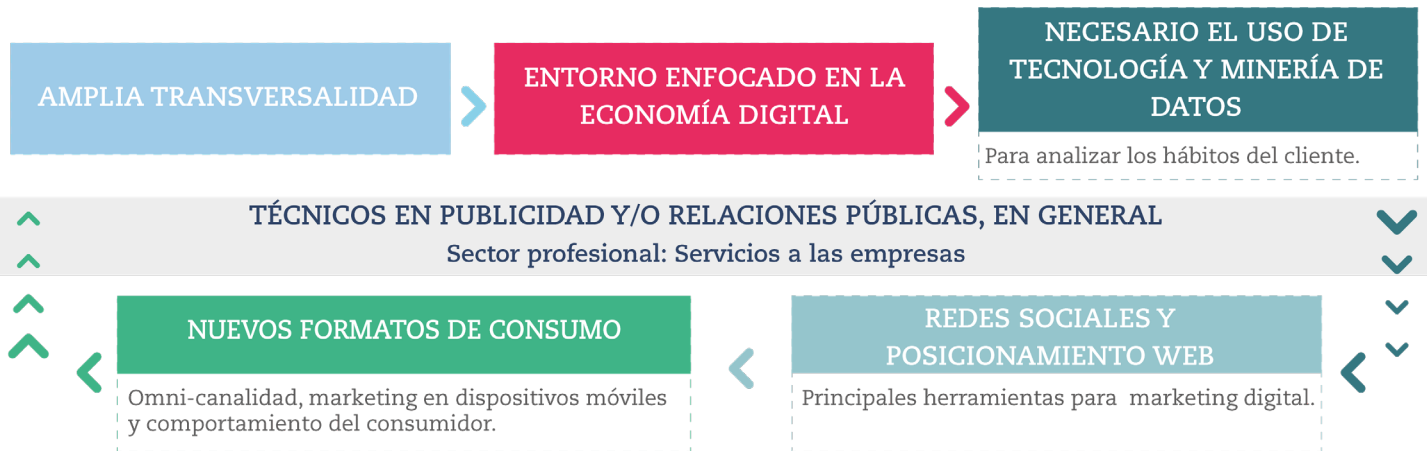 AMPLIA TRANSVERSALIDAD
ENTORNO ENFOCADO EN LA
ECONOMÍA DIGITAL
NECESARIO EL USO DE
TECNOLOGÍA Y MINERÍA DE
DATOS
Para analizar los hábitos del cliente.
TÉCNICOS EN PUBLICIDAD Y/O RELACIONES PÚBLICAS, EN GENERAL
Sector profesional: Servicios a las empresas
NUEVOS FORMATOS DE CONSUMO
Omni-canalidad, marketing en dispositivos móviles
y comportamiento del consumidor.
REDES SOCIALES Y
POSICIONAMIENTO WEB
Principales herramientas para marketing digital.